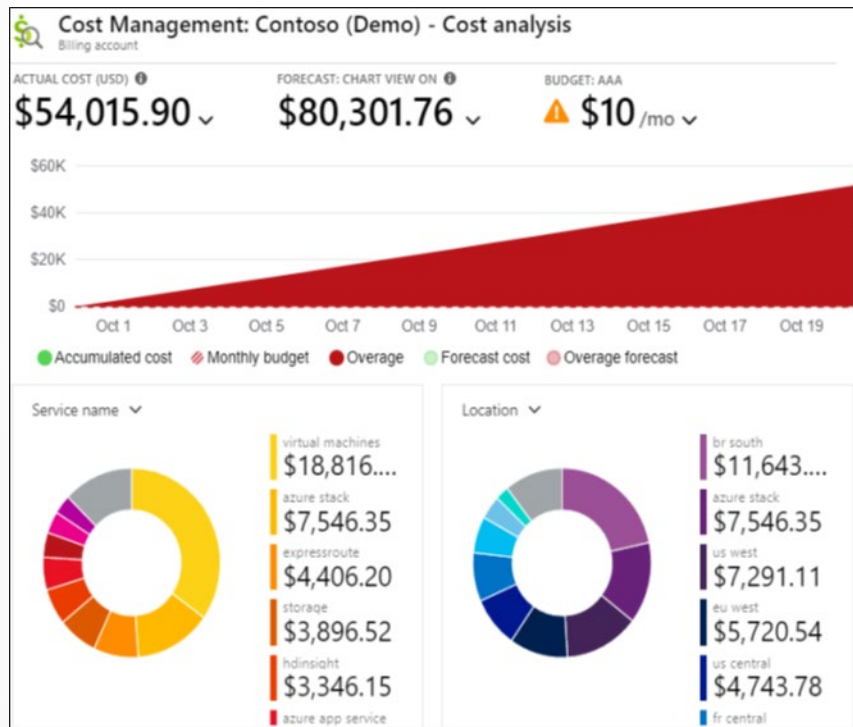 Cost Management: Contoso (Demo) - Cost analysis
Billing account
ACTUAL COST (USD)
FORECAST: CHART VIEW ON
BUDGET: AAA
$54,015.90
$80,301.76
$10 /mo
$60K
$40K
$20K
$0
Oct 1 Oct 3 Oct 5 Oct 7 Oct 9 Oct 11 Oct 13 Oct 15 Oct 17 Oct 19
Accumulated cost Monthly budget Overage Forecast cost Overage forecast
Service name
virtual machines
$18,816....
azure stack
$7,546.35
expressroute
$4,406.20
storage
$3,896.52
hdinsight
$3,346.15
azure app service
Location
br south
$11,643....
azure stack
$7,546.35
us west
$7,291.11
eu west
$5,720.54
us central
$4,743.78
fr central